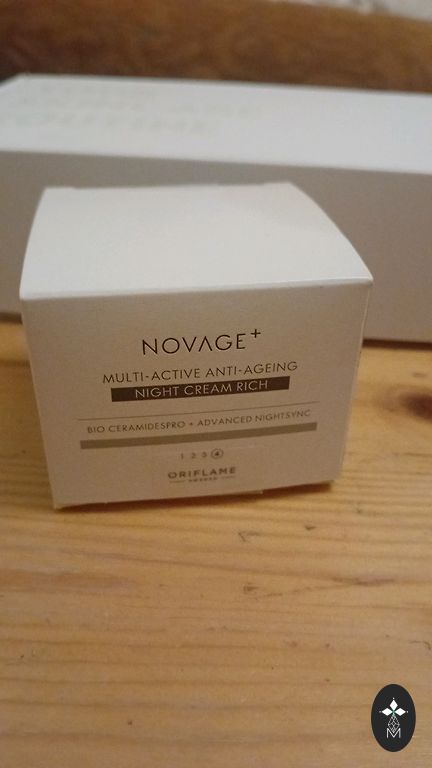 NOVAGE+
MULTI-ACTIVE ANTI-AGEING
NIGHT CREAM RICH
BIO CERAMIDESPRO + ADVANCED NIGHTSYNC
1 2 3 4
ORIFLAME
SWEDEN
M